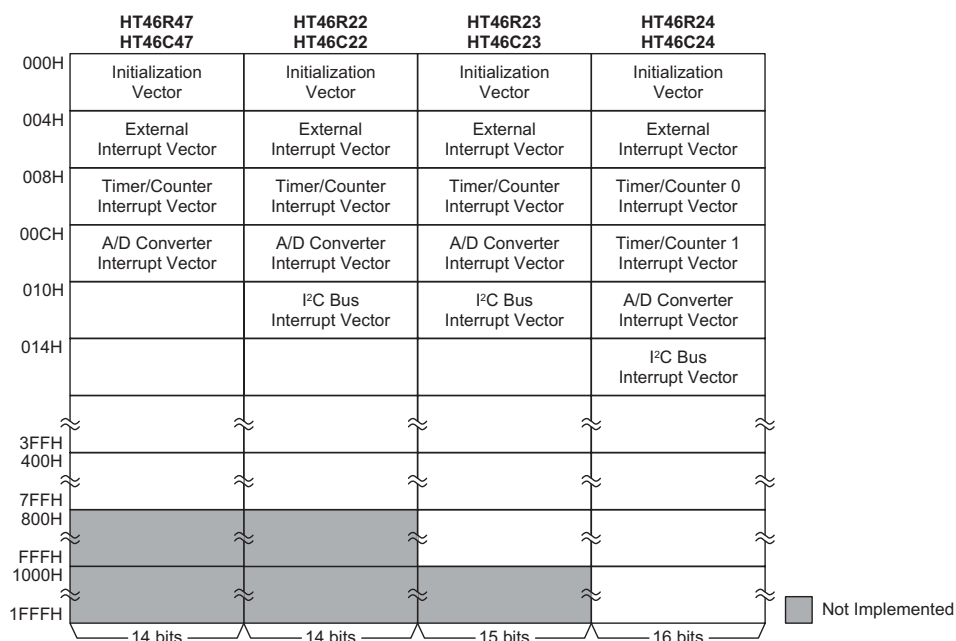 HT46R47 HT46R22 HT46R23 HT46R24
HT46C47 HT46C22 HT46C23 HT46C24
000H
Initialization Initialization Initialization Initialization
Vector Vector Vector Vector
004H
External External External External
Interrupt Vector Interrupt Vector Interrupt Vector Interrupt Vector
008H
Timer/Counter Timer/Counter Timer/Counter Timer/Counter 0
Interrupt Vector Interrupt Vector Interrupt Vector Interrupt Vector
00CH
A/D Converter A/D Converter A/D Converter Timer/Counter 1
Interrupt Vector Interrupt Vector Interrupt Vector Interrupt Vector
010H
I²C Bus I²C Bus A/D Converter
Interrupt Vector Interrupt Vector Interrupt Vector
014H
I²C Bus
Interrupt Vector
3FFH
400H
7FFH
800H
FFFH
1000H
1FFFH
Not Implemented
14 bits 14 bits 15 bits 16 bits